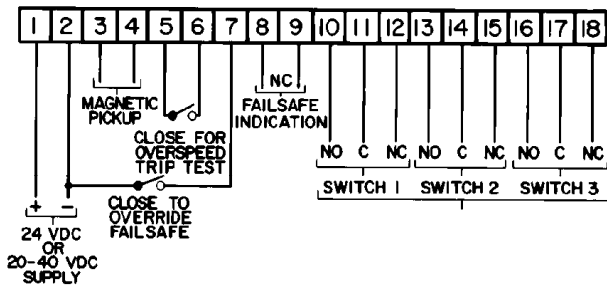 1 2 3 4 5 6 7 8 9 10 11 12 13 14 15 16 17 18
NC
MAGNETIC
PICKUP
FAILSAFE
INDICATION
CLOSE FOR
OVERSPEED
TRIP TEST
NO C NC NO C NC NO C NC
SWITCH 1 SWITCH 2 SWITCH 3
+ -
CLOSE TO
OVERRIDE
FAILSAFE
24 VDC
OR
20-40 VDC
SUPPLY